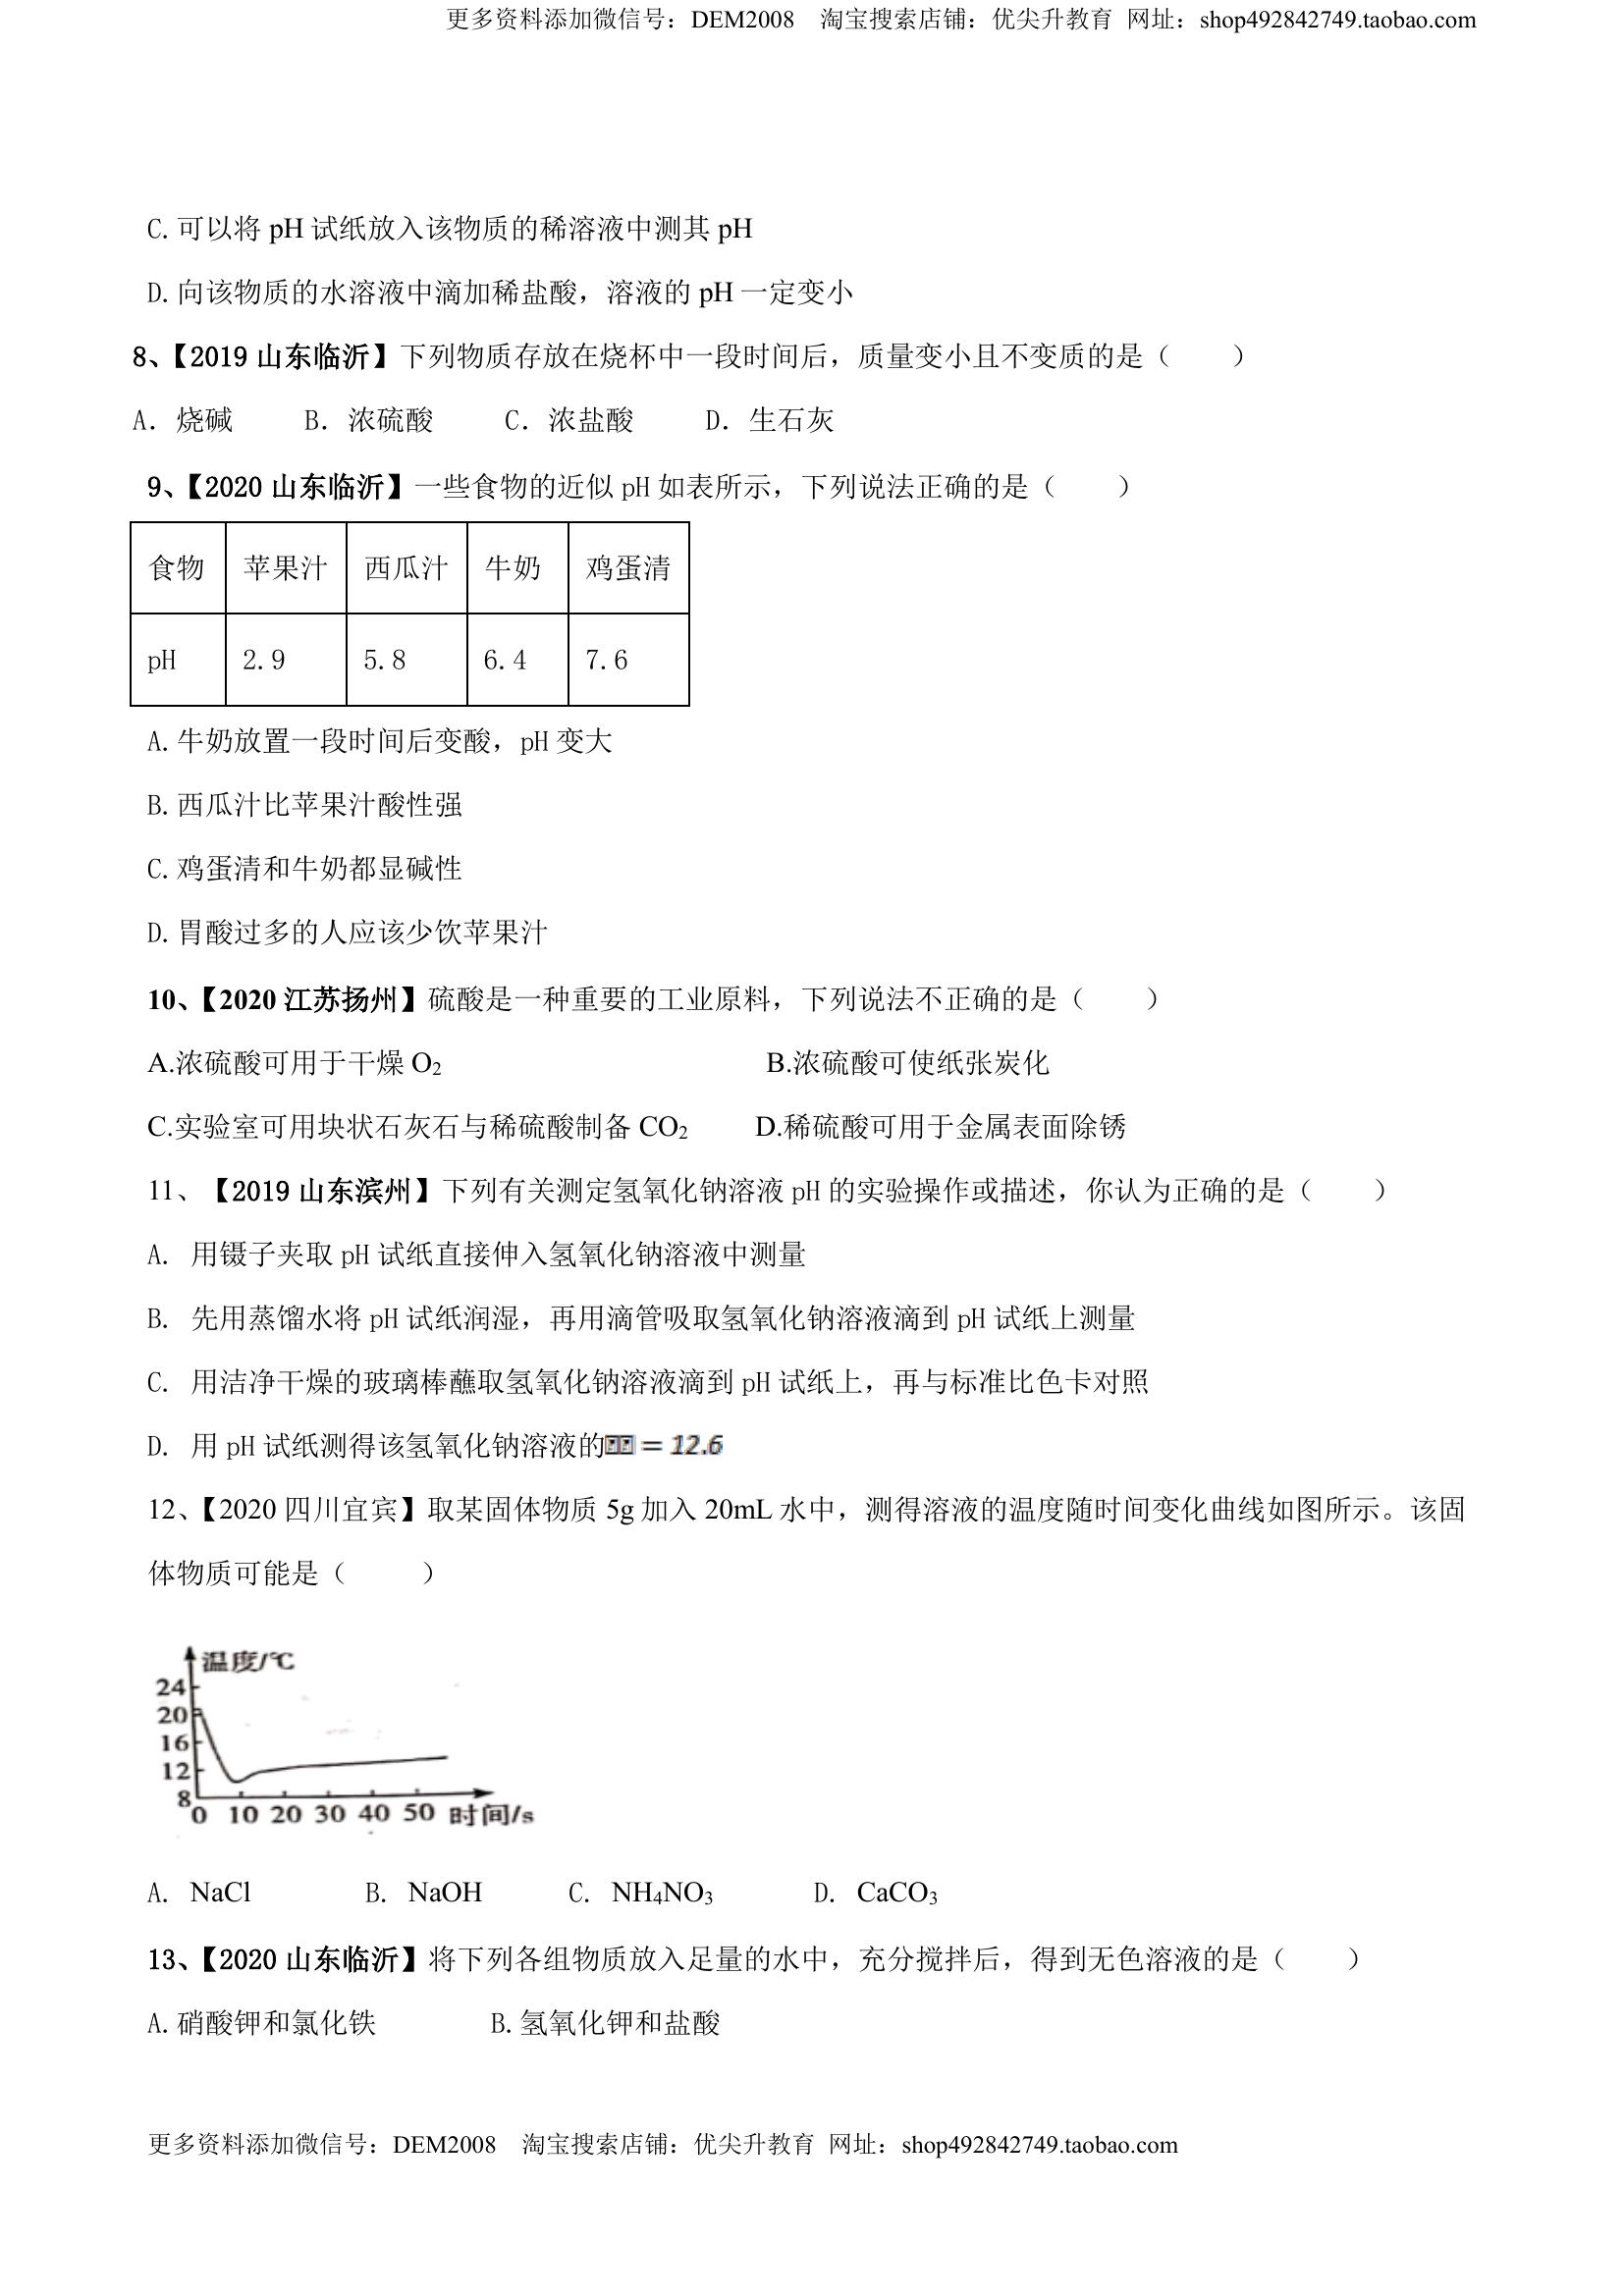 更多资料添加微信号：DEM2008 淘宝搜索店铺：优尖升教育 网址：shop492842749.taobao.com
C.可以将 pH 试纸放入该物质的稀溶液中测其 pH
D.向该物质的水溶液中滴加稀盐酸，溶液的 pH 一定变小
8、【2019 山东临沂】下列物质存放在烧杯中一段时间后，质量变小且不变质的是（ ）
A．烧碱 B．浓硫酸 C．浓盐酸 D．生石灰
9、【2020 山东临沂】一些食物的近似 pH 如表所示，下列说法正确的是（ ）
食物 苹果汁 西瓜汁 牛奶 鸡蛋清
pH 2.9 5.8 6.4 7.6
A.牛奶放置一段时间后变酸，pH 变大
B.西瓜汁比苹果汁酸性强
C.鸡蛋清和牛奶都显碱性
D.胃酸过多的人应该少饮苹果汁
10、【2020 江苏扬州】硫酸是一种重要的工业原料，下列说法不正确的是（ ）
A.浓硫酸可用于干燥 O₂ B.浓硫酸可使纸张炭化
C.实验室可用块状石灰石与稀硫酸制备 CO₂ D.稀硫酸可用于金属表面除锈
11、【2019 山东滨州】下列有关测定氢氧化钠溶液 pH 的实验操作或描述，你认为正确的是（ ）
A. 用镊子夹取 pH 试纸直接伸入氢氧化钠溶液中测量
B. 先用蒸馏水将 pH 试纸润湿，再用滴管吸取氢氧化钠溶液滴到 pH 试纸上测量
C. 用洁净干燥的玻璃棒蘸取氢氧化钠溶液滴到 pH 试纸上，再与标准比色卡对照
D. 用 pH 试纸测得该氢氧化钠溶液的 = 12.6
12、【2020 四川宜宾】取某固体物质 5g 加入 20mL 水中，测得溶液的温度随时间变化曲线如图所示。该固
体物质可能是（ ）
温度/℃
24
20
16
12
8
0 10 20 30 40 50 时间/s
A. NaCl B. NaOH C. NH₄NO₃ D. CaCO₃
13、【2020 山东临沂】将下列各组物质放入足量的水中，充分搅拌后，得到无色溶液的是（ ）
A.硝酸钾和氯化铁 B.氢氧化钾和盐酸
更多资料添加微信号：DEM2008 淘宝搜索店铺：优尖升教育 网址：shop492842749.taobao.com